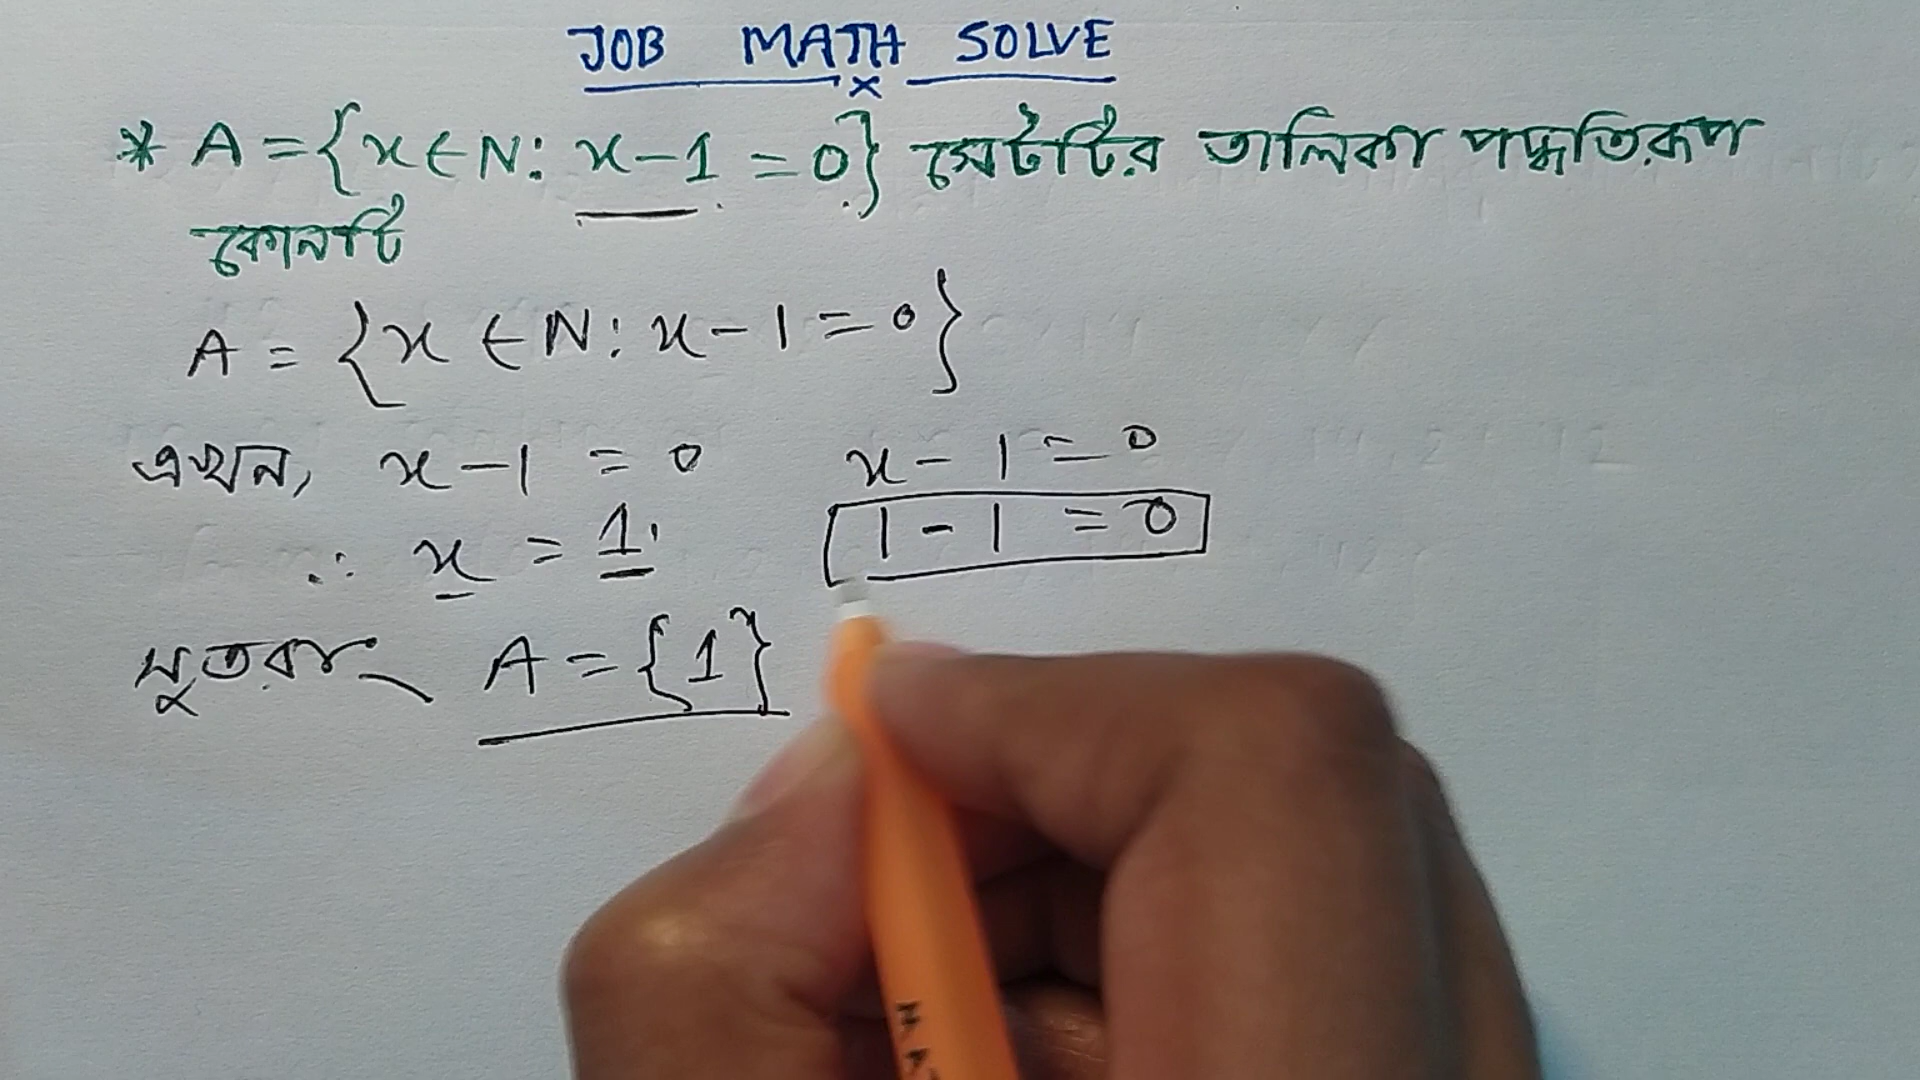 JOB MATH SOLVE
x
* A = {x ∈ N: x - 1 = 0} সেটটির তালিকা পদ্ধতিরূপ
কোনটি
A = {x ∈ N: x - 1 = 0}
এখন, x - 1 = 0 x - 1 = 0
∴ x = 1. 1 - 1 = 0
সুতরাং A = {1}